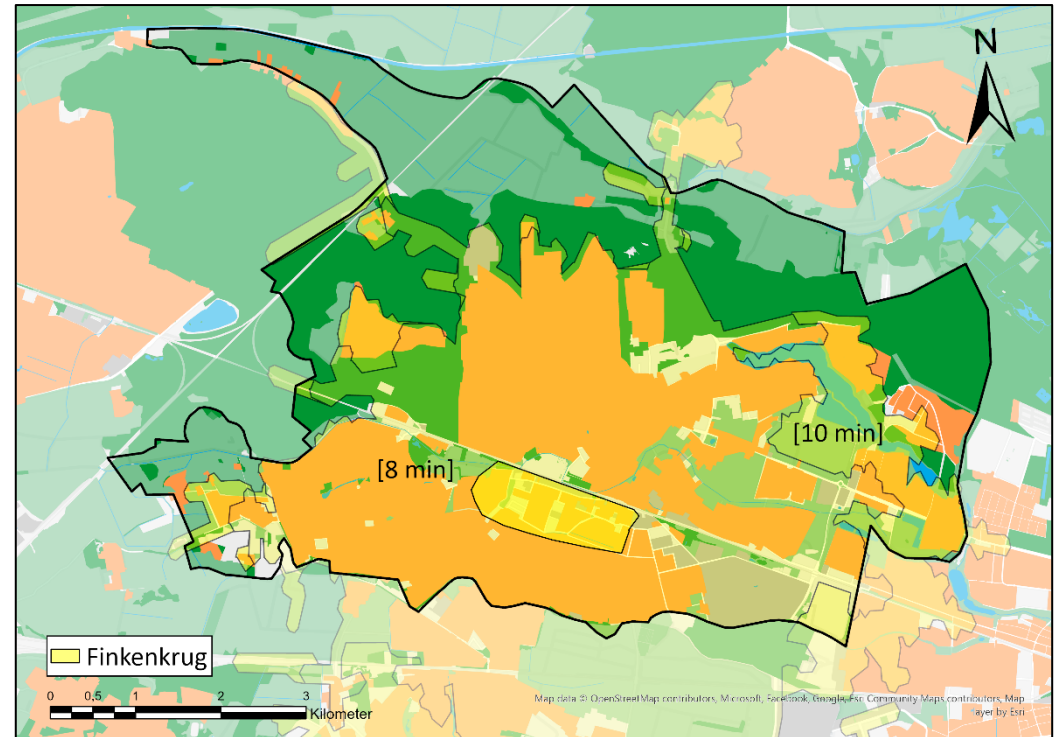 N
[10 min]
[8 min]
Finkenkrug
0 0,5 1 2 3
Kilometer
Map data © OpenStreetMap contributors, Microsoft, Facebook, Google, Esri Community Maps contributors, Map
layer by Esri